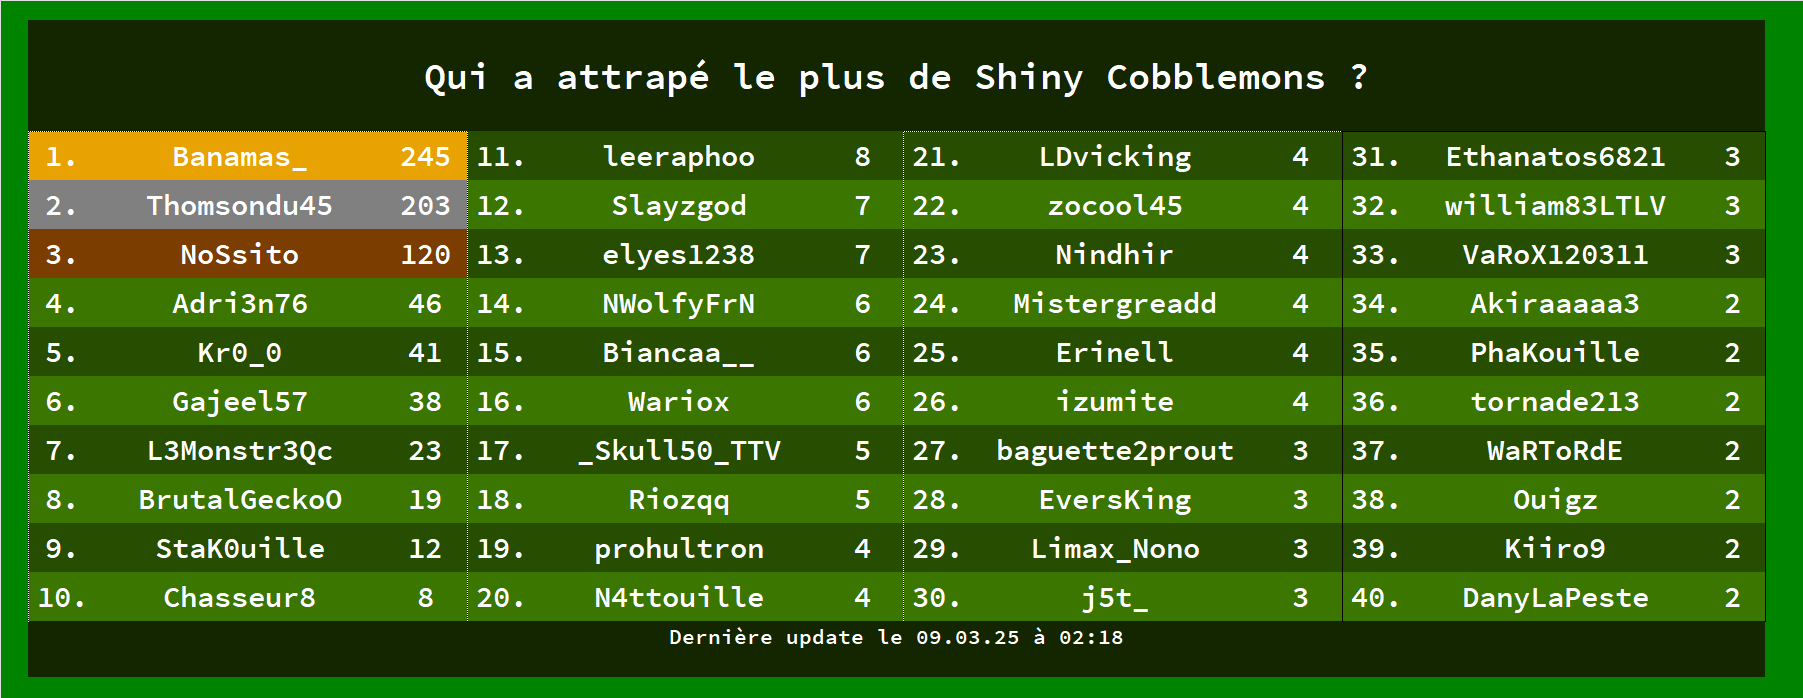 Qui a attrapé le plus de Shiny Cobblemons ?
1. Banamas_ 245 11. leeraphoo 8 21. LDvicking 4 31. Ethanatos6821 3
2. Thomsondu45 203 12. Slayzgod 7 22. zocool45 4 32. william83LTLV 3
3. NoSsito 120 13. elyes1238 7 23. Nindhir 4 33. VaRoX120311 3
4. Adri3n76 46 14. NWolfyFrN 6 24. Mistergreadd 4 34. Akiraaaaa3 2
5. Kr0_0 41 15. Biancaa__ 6 25. Erinell 4 35. PhaKouille 2
6. Gajeel57 38 16. Wariox 6 26. izumite 4 36. tornade213 2
7. L3Monstr3Qc 23 17. _Skull50_TTV 5 27. baguette2prout 3 37. WaRToRdE 2
8. BrutalGeckoO 19 18. Riozqq 5 28. EversKing 3 38. Ouigz 2
9. StaK0uille 12 19. prohultron 4 29. Limax_Nono 3 39. Kiiro9 2
10. Chasseur8 8 20. N4ttouille 4 30. j5t_ 3 40. DanyLaPeste 2
Dernière update le 09.03.25 à 02:18